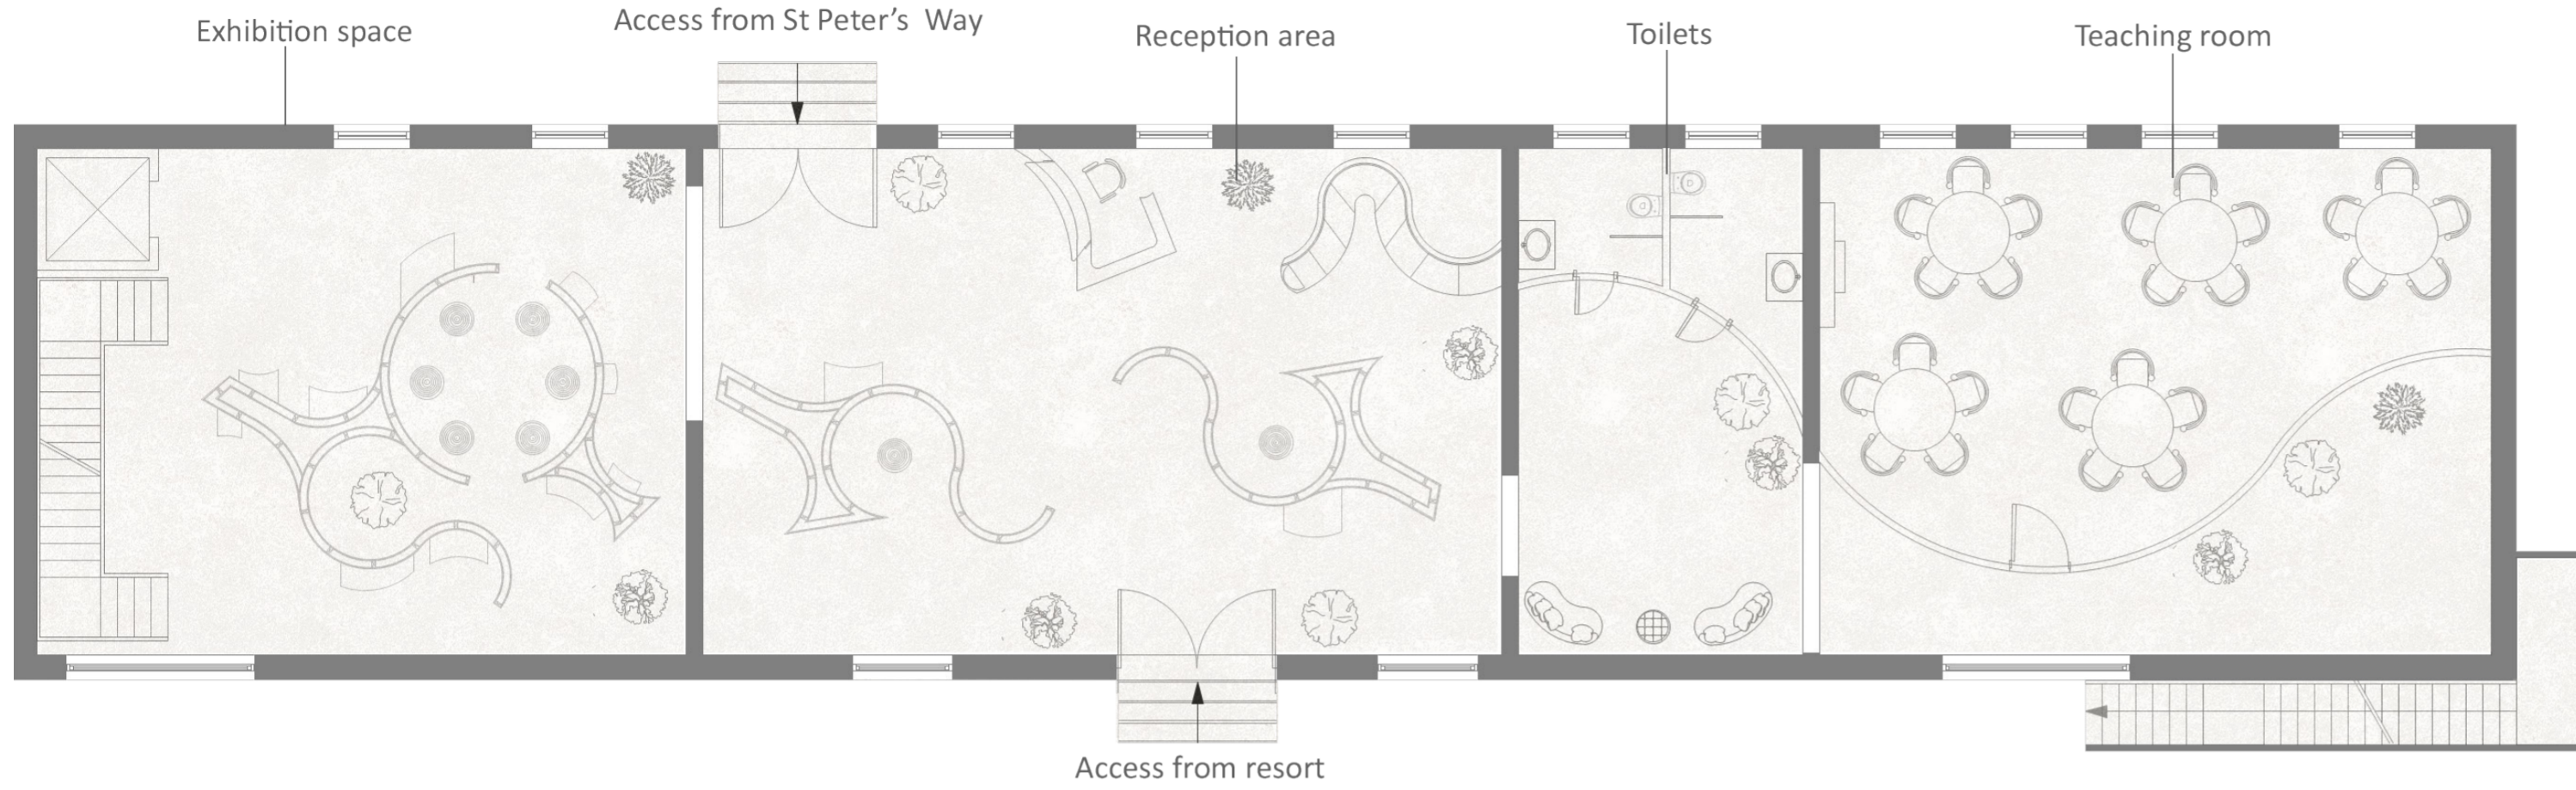 Exhibition space
Access from St Peter’s Way
Reception area
Toilets
Teaching room
Access from resort